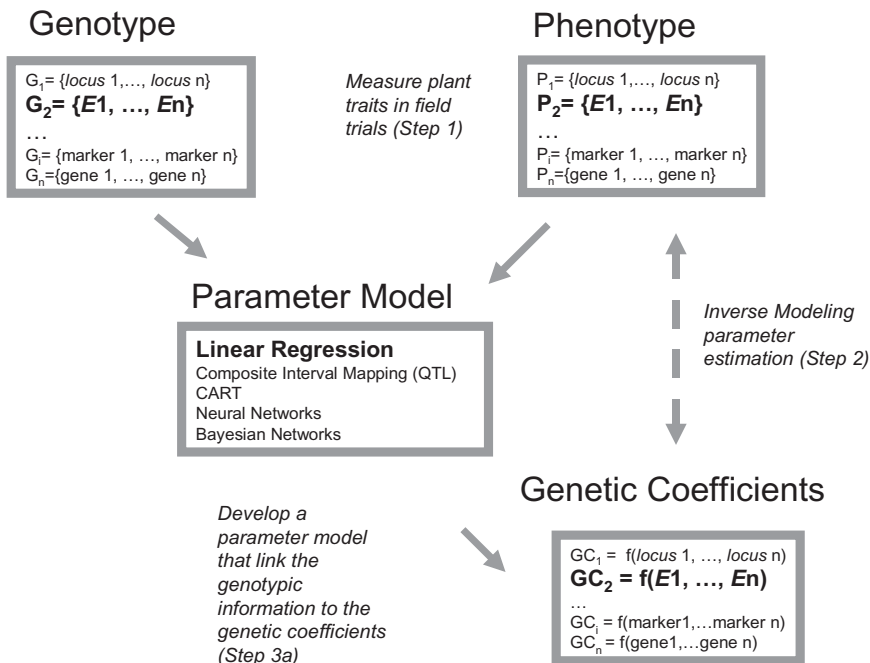 Genotype
G1= {locus 1,..., locus n}
G2= {E1, ..., En}
...
Gi= {marker 1, ..., marker n}
Gn={gene 1, ..., gene n}
Measure plant
traits in field
trials (Step 1)
Phenotype
P1= {locus 1,..., locus n}
P2= {E1, ..., En}
...
Pi= {marker 1, ..., marker n}
Pn={gene 1, ..., gene n}
Parameter Model
Linear Regression
Composite Interval Mapping (QTL)
CART
Neural Networks
Bayesian Networks
Inverse Modeling
parameter
estimation (Step 2)
Develop a
parameter model
that link the
genotypic
information to the
genetic coefficients
(Step 3a)
Genetic Coefficients
GC1 = f(locus 1, ..., locus n)
GC2 = f(E1, ..., En)
...
GCi = f(marker1,...marker n)
GCn = f(gene1,...gene n)